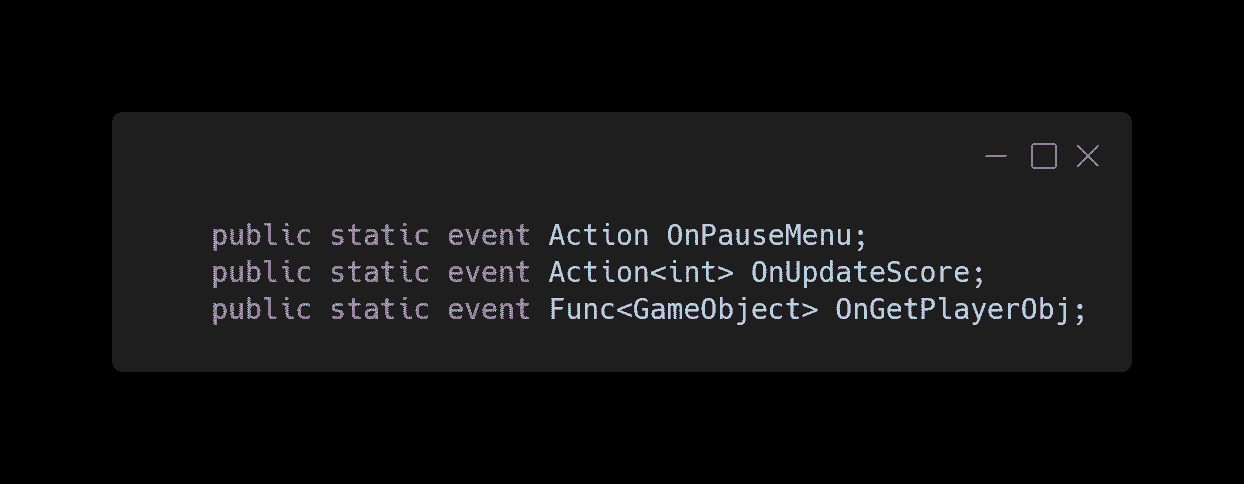 public static event Action OnPauseMenu;
public static event Action<int> OnUpdateScore;
public static event Func<GameObject> OnGetPlayerObj;